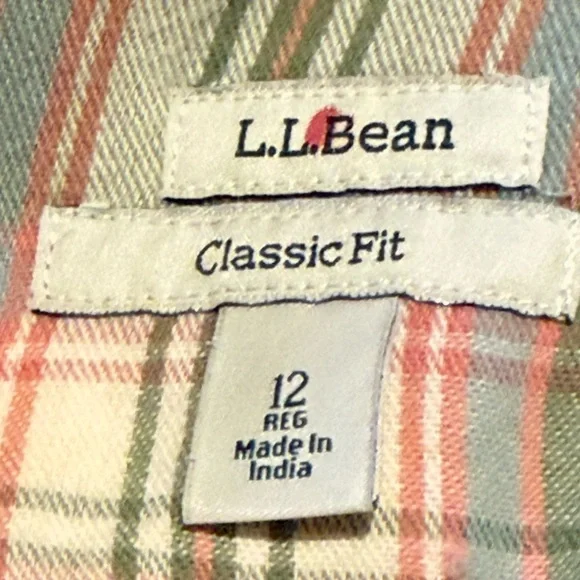 L.L.Bean
Classic Fit
12
REG
Made In
India